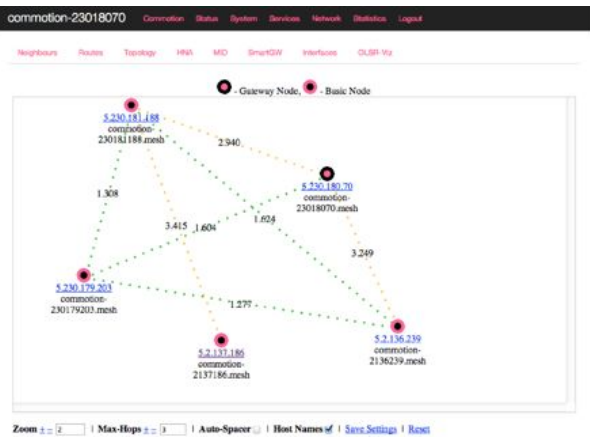 commotion-23018070 Commotion Status System Services Network Statistics Logout
Neighbours Routes Topology HNA MID SmartGW Interfaces OLSR-Viz
- Gateway Node, - Basic Node
5.230.181.188
commotion-
230181188.mesh
2.940
5.230.180.70
commotion-
23018070.mesh
1.308
3.415
1.604
1.624
3.249
5.230.179.203
commotion-
230179203.mesh
1.277
5.2.137.186
commotion-
2137186.mesh
5.2.136.239
commotion-
2136239.mesh
Zoom + - 2 | Max-Hops + - 3 | Auto-Spacer | Host Names | Save Settings | Reset